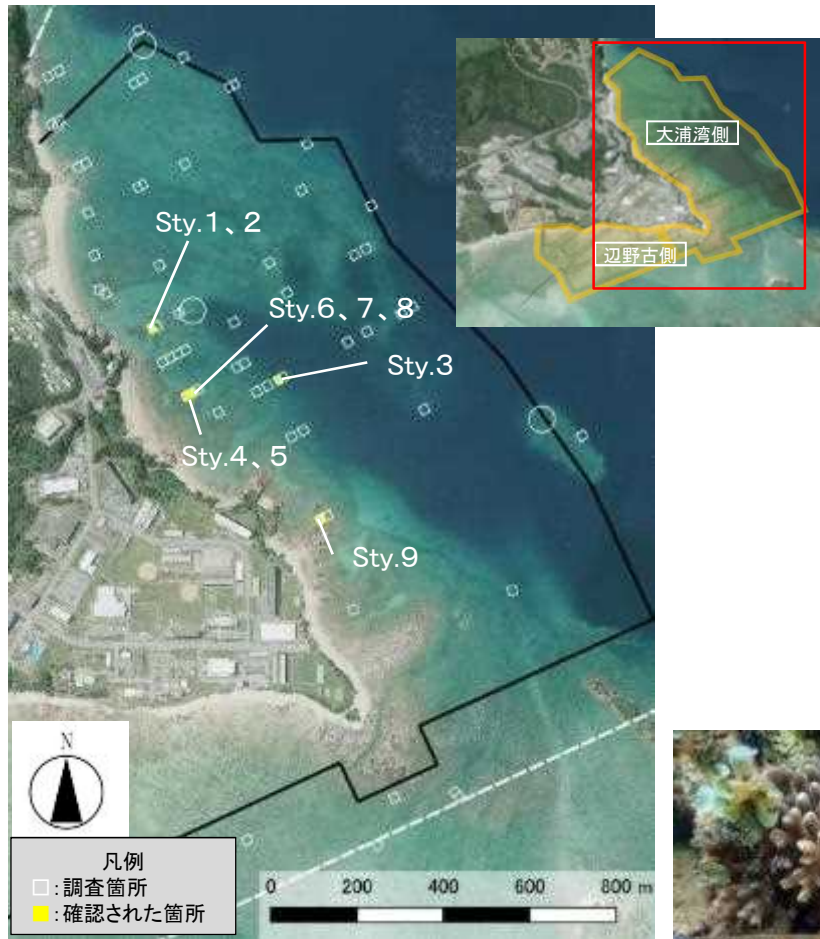 大浦湾側
辺野古側
Sty.1、2
Sty.6、7、8
Sty.3
Sty.4、5
Sty.9
N
凡例
□:調査箇所
■:確認された箇所
0 200 400 600 800 m